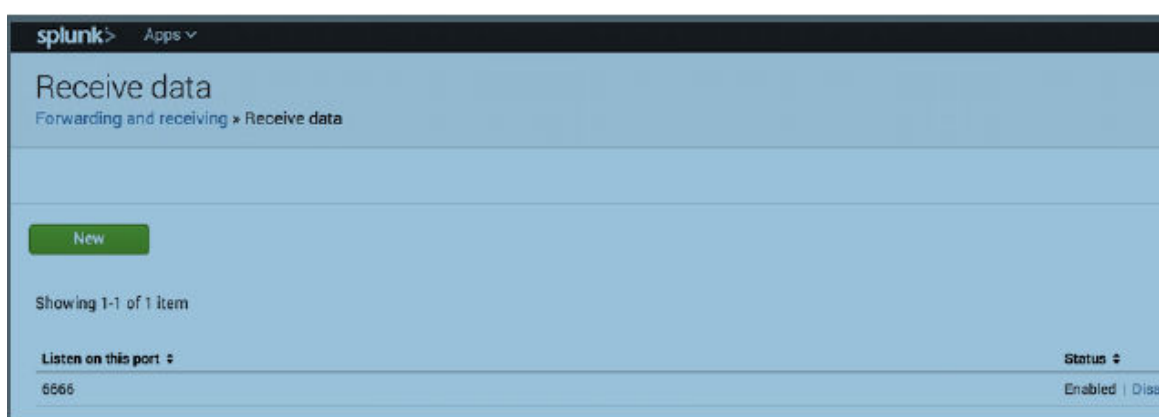 splunk> Apps
Receive data
Forwarding and receiving » Receive data
New
Showing 1-1 of 1 item
Listen on this port Status
6666 Enabled |